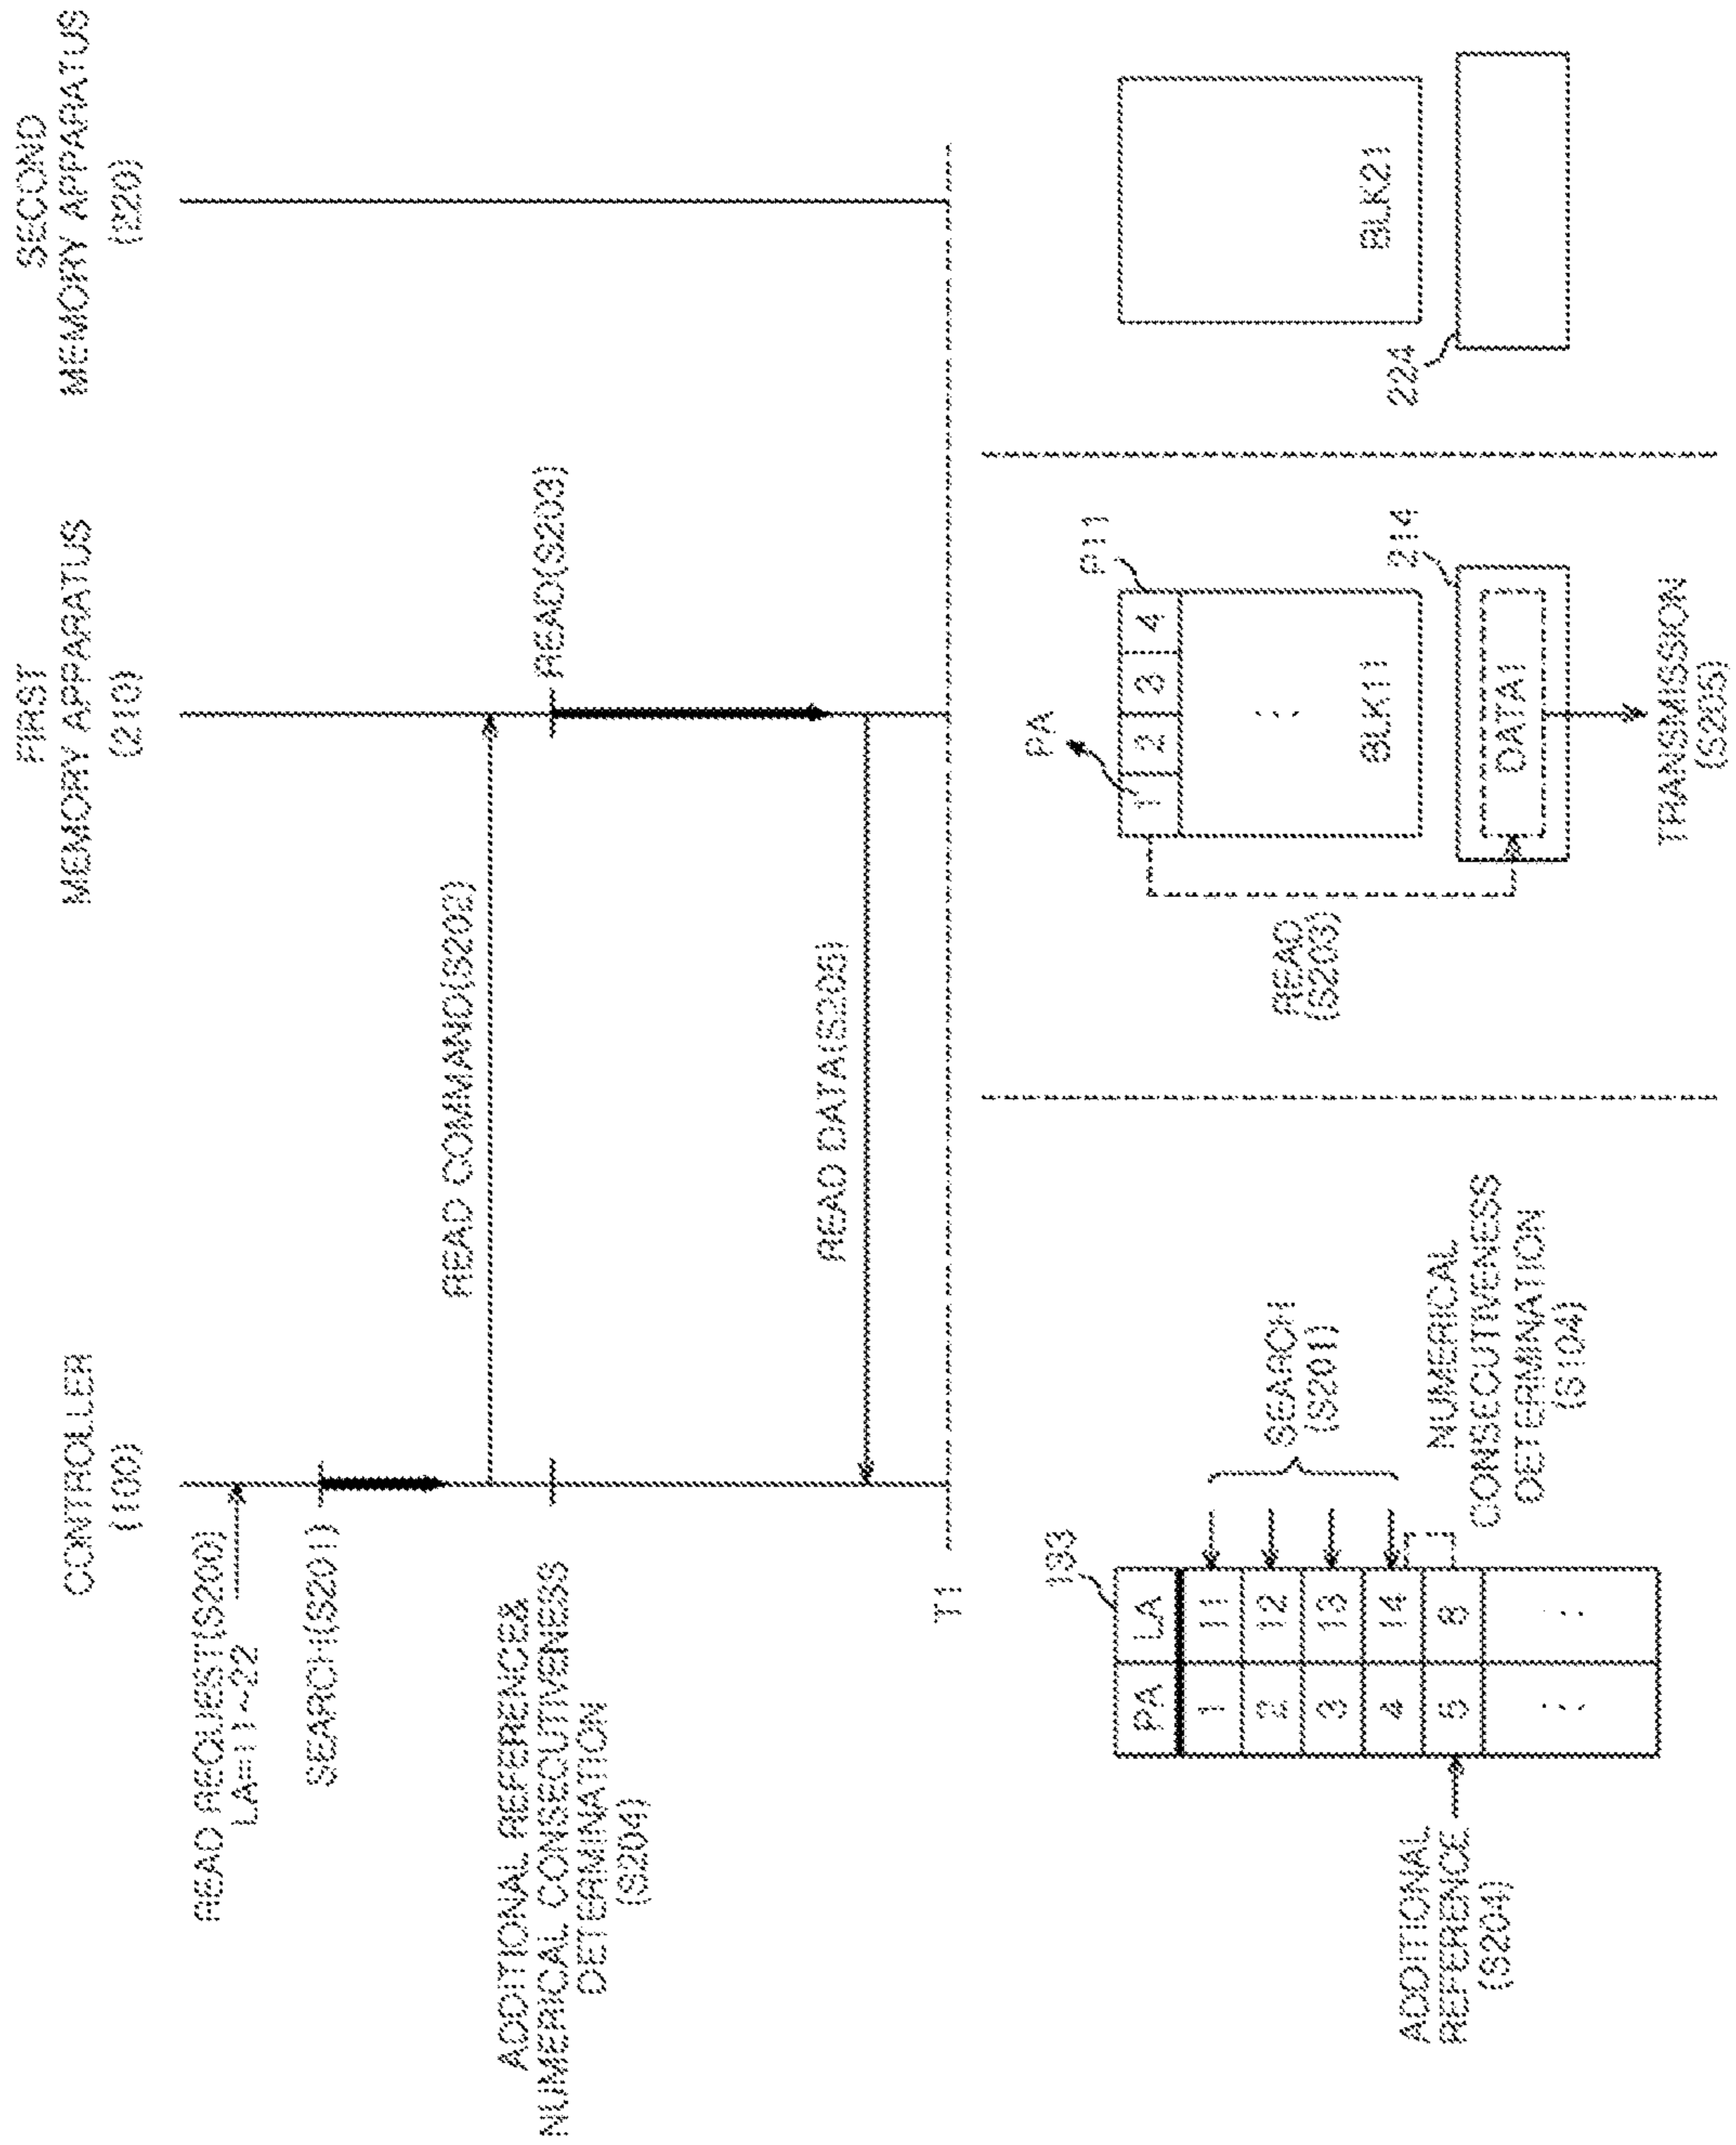 CONTROLLER
(100)
FIRST
MEMORY APPARATUS
(210)
SECOND
MEMORY APPARATUS
(220)
READ REQUEST(S200)
LA=11~22
SEARCH(S201)
READ COMMAND(S202)
READ(S203)
ADDITIONAL REFERENCE&
NUMERICAL CONSECUTIVENESS
DETERMINATION
(S204)
READ DATA(S205)
T1
193
PA LA
1 11
2 12
3 13
4 14
5 8
⋮ ⋮
SEARCH
(S201)
NUMERICAL
CONSECUTIVENESS
DETERMINATION
(S104)
ADDITIONAL
REFERENCE
(S204)
PA
P11
1 2 3 4
⋮
BLK11
READ
(S203)
214
DATA1
TRANSMISSION
(S205)
BLK21
224